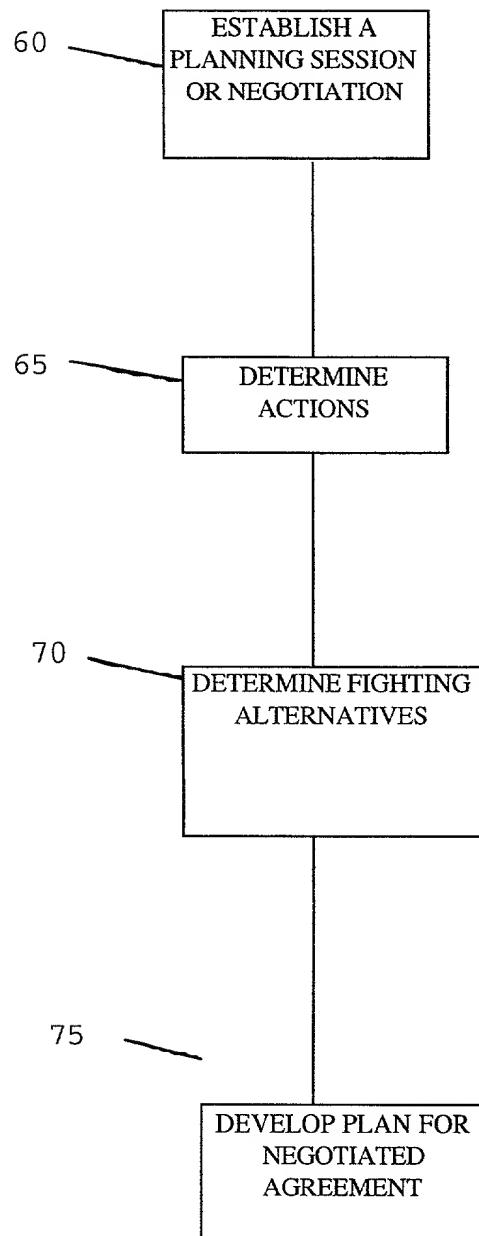 60
ESTABLISH A
PLANNING SESSION
OR NEGOTIATION
65
DETERMINE
ACTIONS
70
DETERMINE FIGHTING
ALTERNATIVES
75
DEVELOP PLAN FOR
NEGOTIATED
AGREEMENT